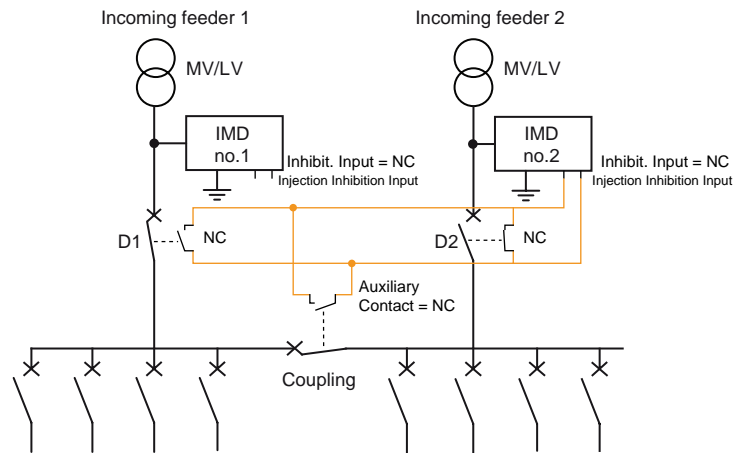 Incoming feeder 1
Incoming feeder 2
MV/LV
MV/LV
IMD
no.1
Inhibit. Input = NC
Injection Inhibition Input
IMD
no.2
Inhibit. Input = NC
Injection Inhibition Input
D1
NC
D2
NC
Auxiliary
Contact = NC
Coupling